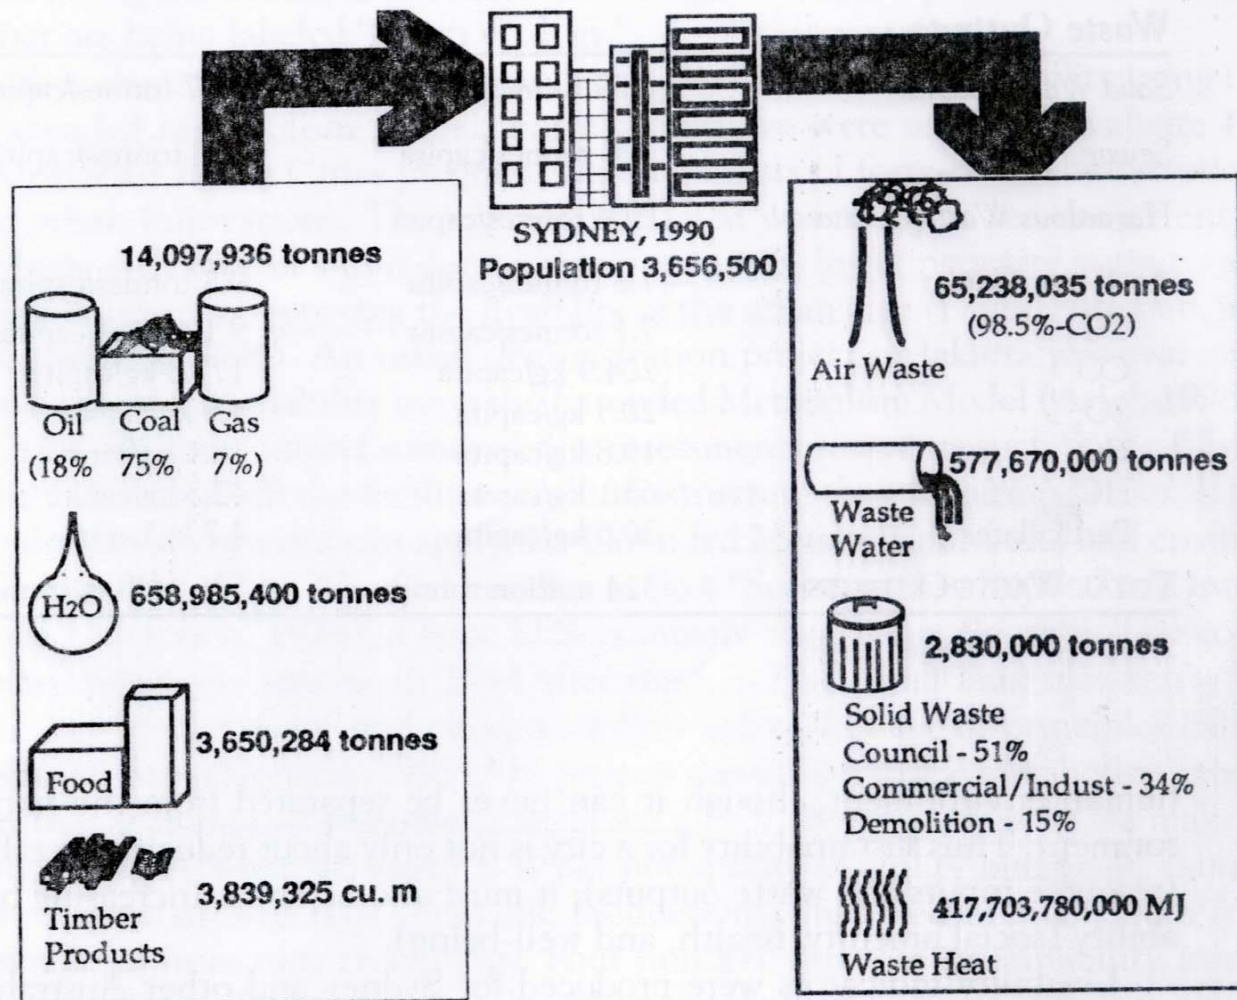 SYDNEY, 1990
Population 3,656,500
14,097,936 tonnes
Oil Coal Gas
(18% 75% 7%)
H2O
658,985,400 tonnes
Food
3,650,284 tonnes
3,839,325 cu.m
Timber
Products
65,238,035 tonnes
(98.5%-CO2)
Air Waste
577,670,000 tonnes
Waste
Water
2,830,000 tonnes
Solid Waste
Council - 51%
Commercial/Indust - 34%
Demolition - 15%
417,703,780,000 MJ
Waste Heat